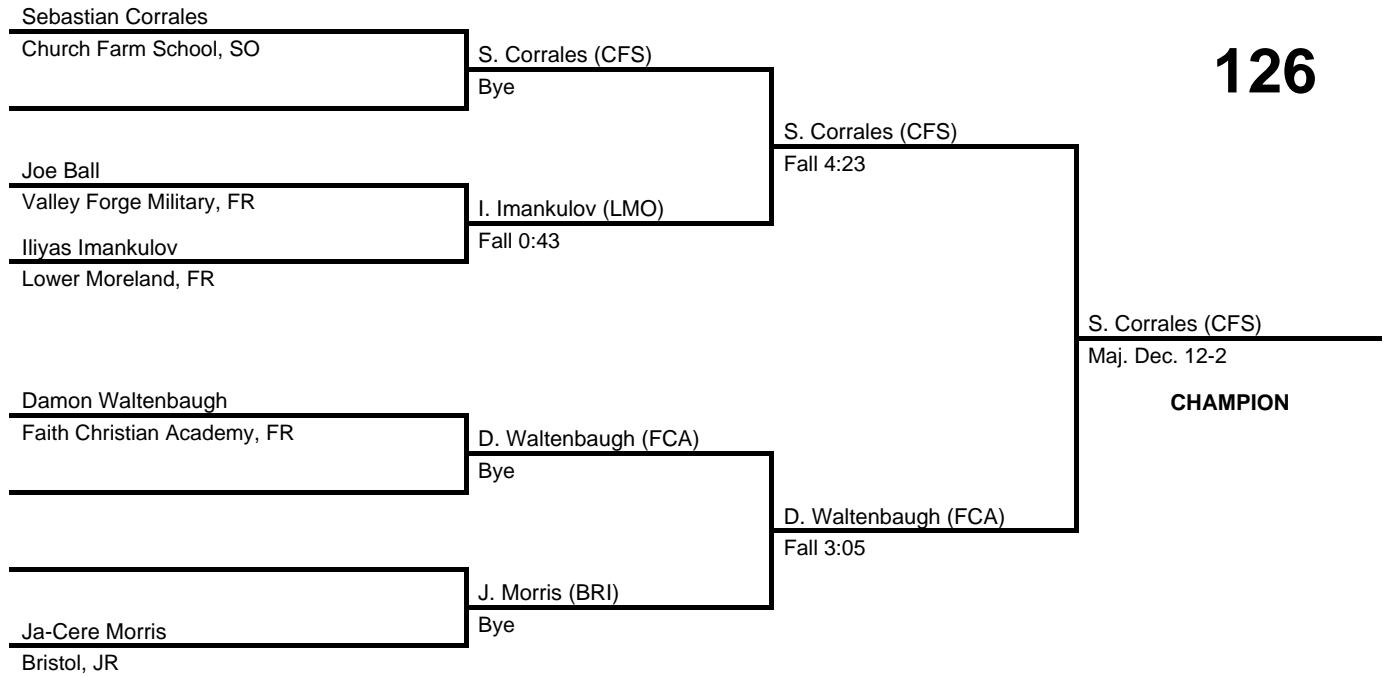 Sebastian Corrales
Church Farm School, SO
S. Corrales (CFS)
Bye
126
S. Corrales (CFS)
Fall 4:23
Joe Ball
Valley Forge Military, FR
I. Imankulov (LMO)
Fall 0:43
Iliyas Imankulov
Lower Moreland, FR
S. Corrales (CFS)
Maj. Dec. 12-2
CHAMPION
Damon Waltenbaugh
Faith Christian Academy, FR
D. Waltenbaugh (FCA)
Bye
D. Waltenbaugh (FCA)
Fall 3:05
J. Morris (BRI)
Bye
Ja-Cere Morris
Bristol, JR